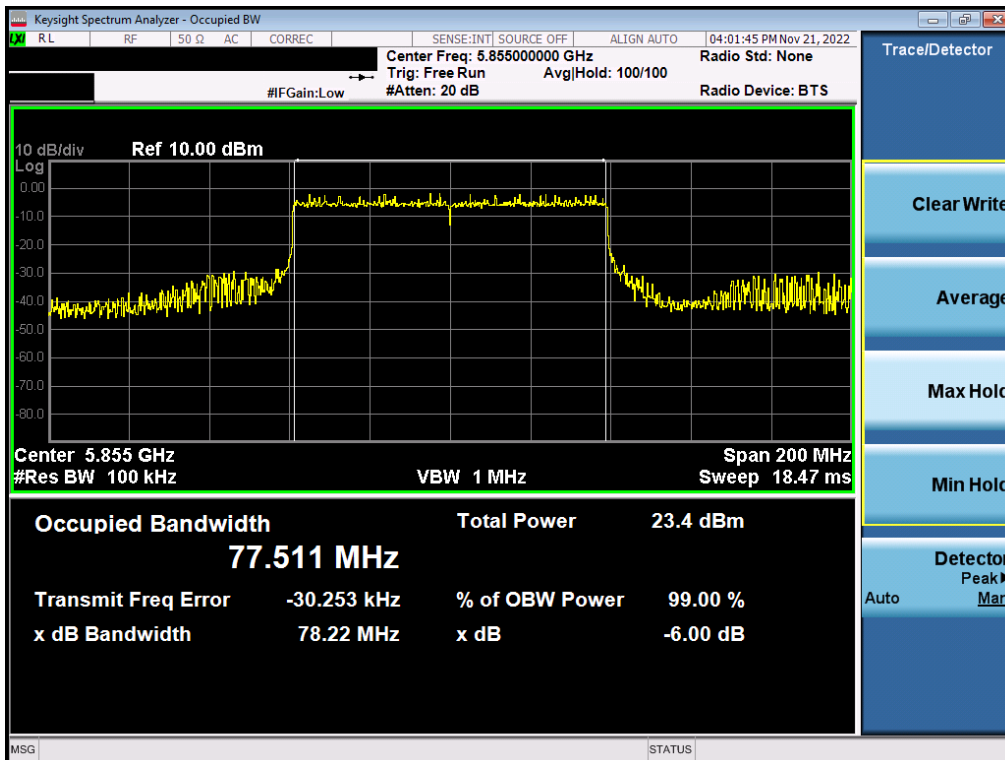 Keysight Spectrum Analyzer - Occupied BW
LXI RL RF 50 Ω AC CORREC SENSE:INT SOURCE OFF ALIGN AUTO 04:01:45 PM Nov 21, 2022
Center Freq: 5.855000000 GHz Radio Std: None
Trig: Free Run Avg|Hold: 100/100
#IFGain:Low #Atten: 20 dB Radio Device: BTS
Trace/Detector
10 dB/div Ref 10.00 dBm
Log
0.00
-10.0
-20.0
-30.0
-40.0
-50.0
-60.0
-70.0
-80.0
Center 5.855 GHz Span 200 MHz
#Res BW 100 kHz VBW 1 MHz Sweep 18.47 ms
Occupied Bandwidth Total Power 23.4 dBm
77.511 MHz
Transmit Freq Error -30.253 kHz % of OBW Power 99.00 %
x dB Bandwidth 78.22 MHz x dB -6.00 dB
Clear Write
Average
Max Hold
Min Hold
Detector
Peak
Auto Man
MSG STATUS